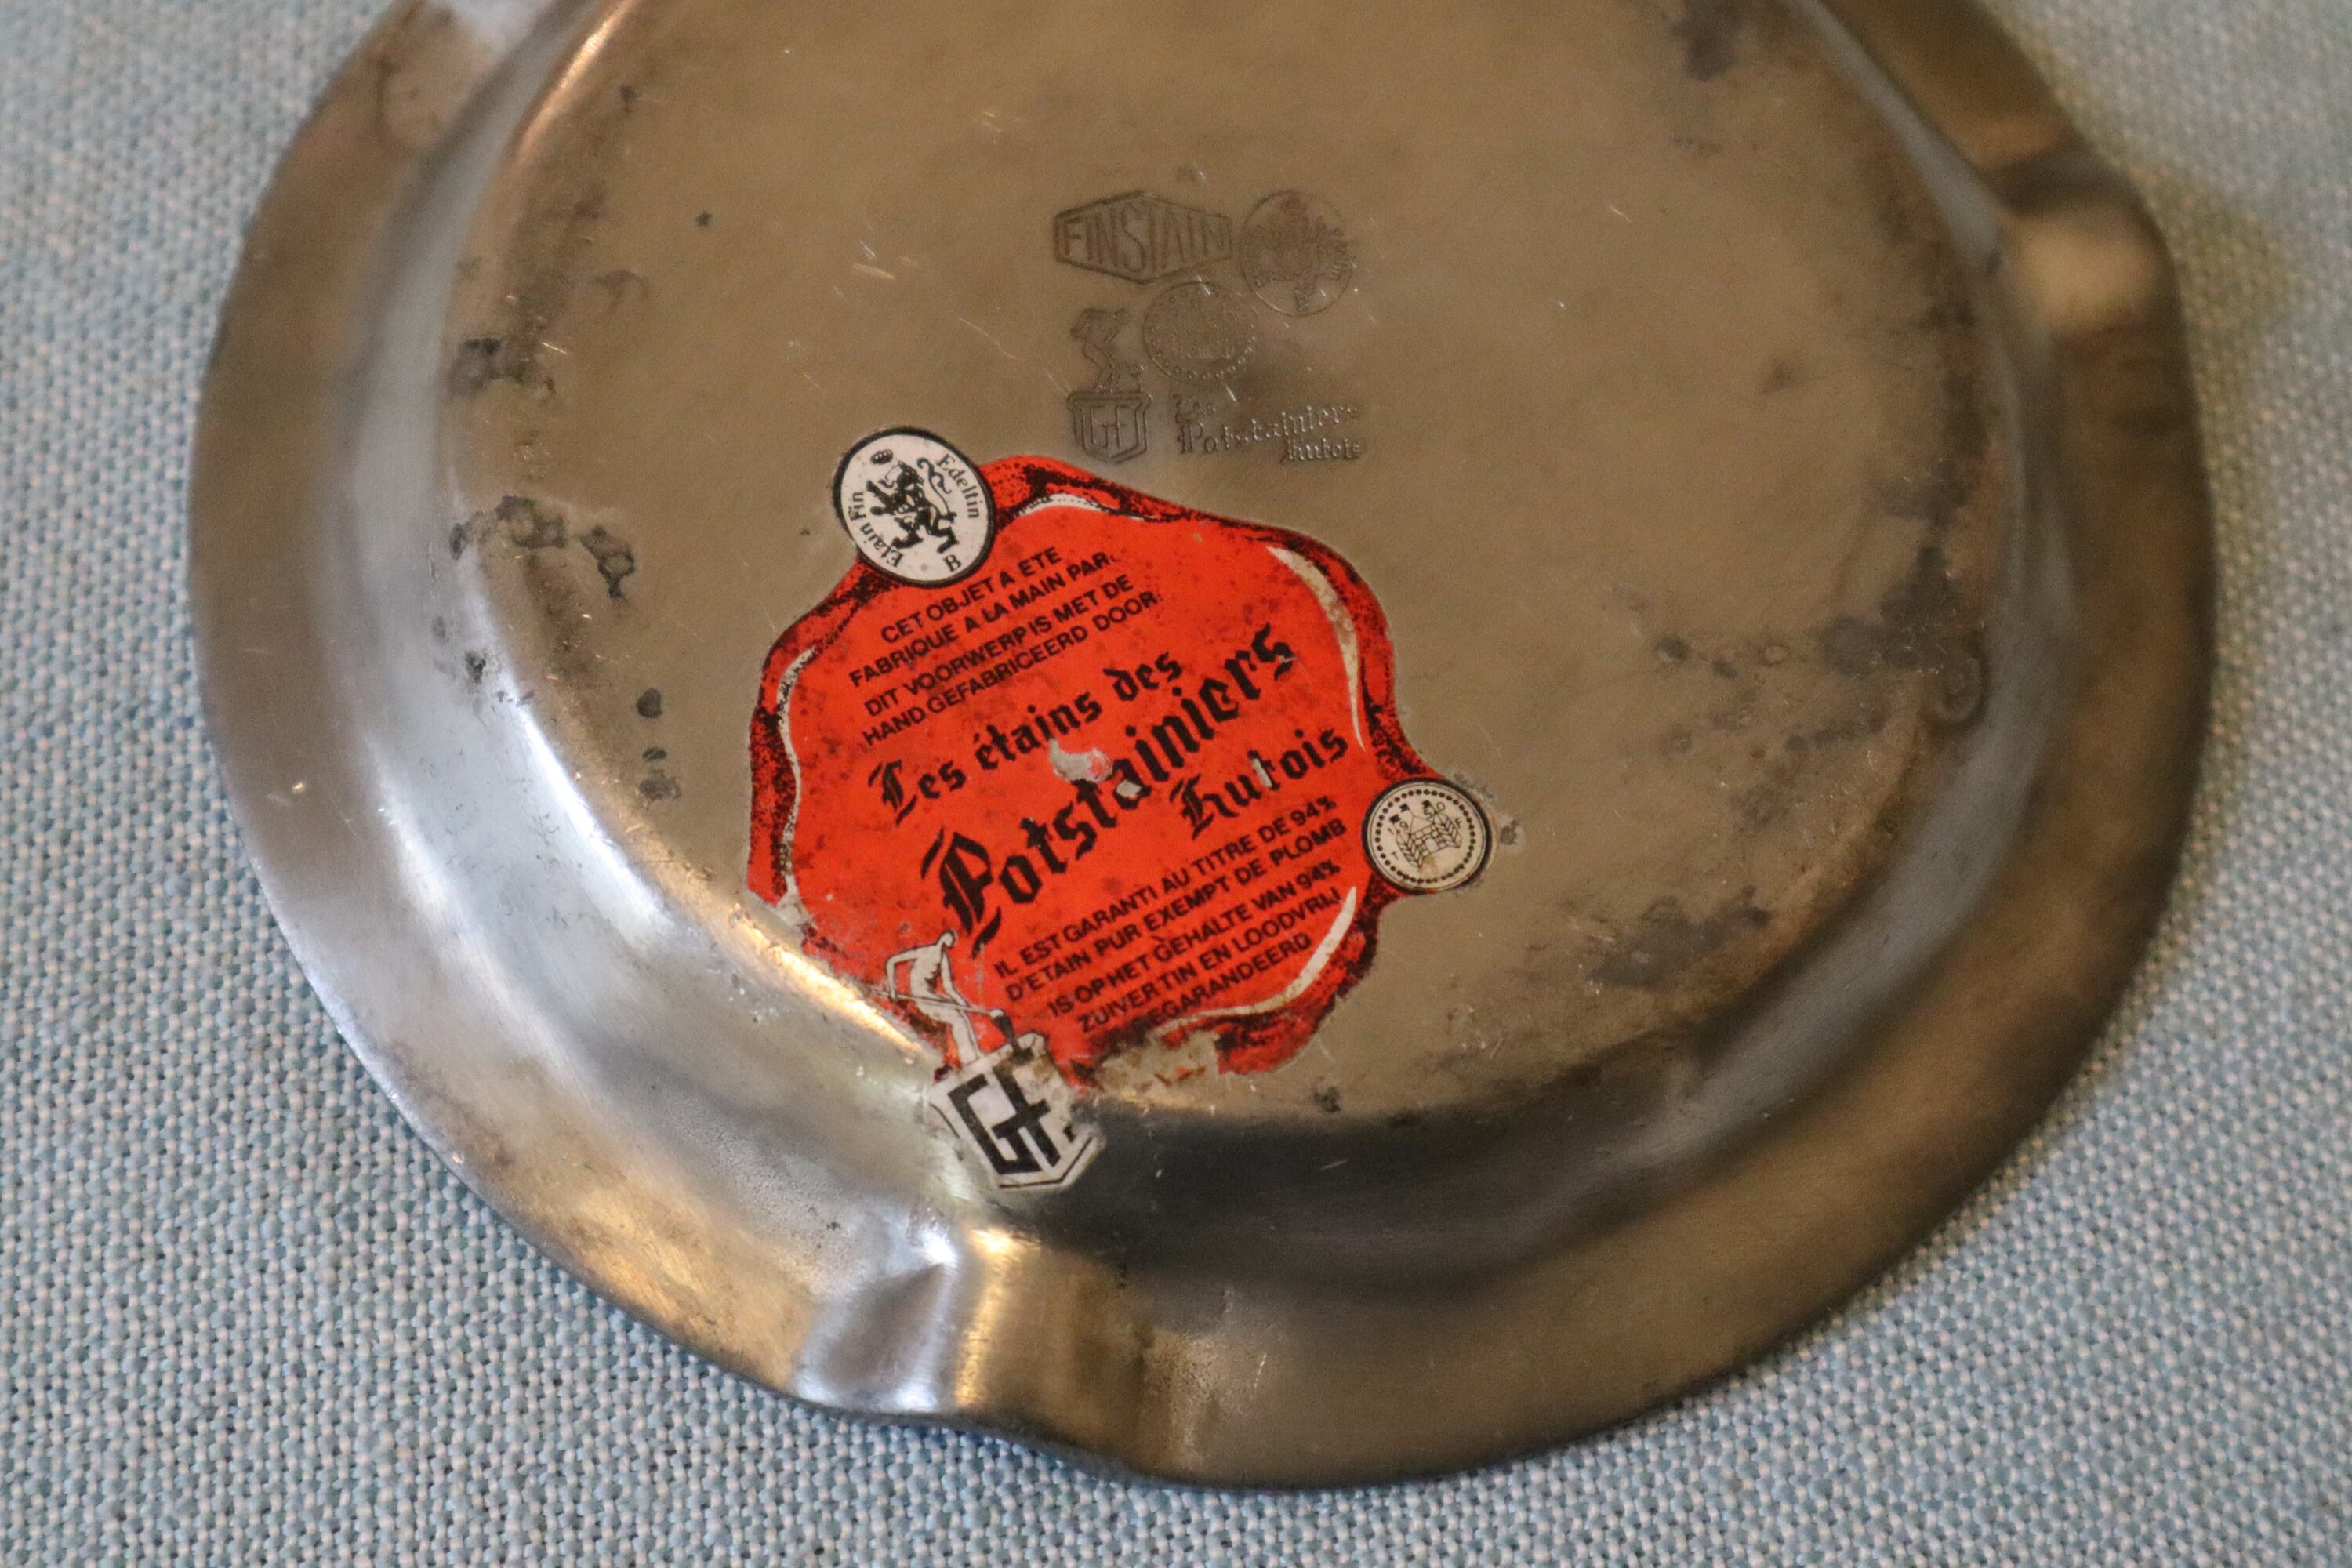 FINSTAIN
GF
Les
Potstainiers
Hutois
Etain Fin
Edeltin
B
CET OBJET A ETE
FABRIQUE A LA MAIN PAR
DIT VOORWERP IS MET DE
HAND GEFABRICEERD DOOR
Les étains des
Potstainiers
Hutois
IL EST GARANTI AU TITRE DE 94%
D'ETAIN PUR EXEMPT DE PLOMB
IS OP HET GEHALTE VAN 94%
ZUIVER TIN EN LOODVRIJ
GEGARANDEERD
GF